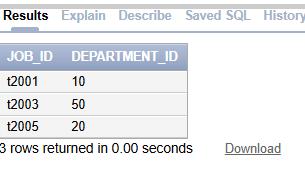 Results Explain Describe Saved SQL History
JOB_ID DEPARTMENT_ID
t2001 10
t2003 50
t2005 20
3 rows returned in 0.00 seconds Download